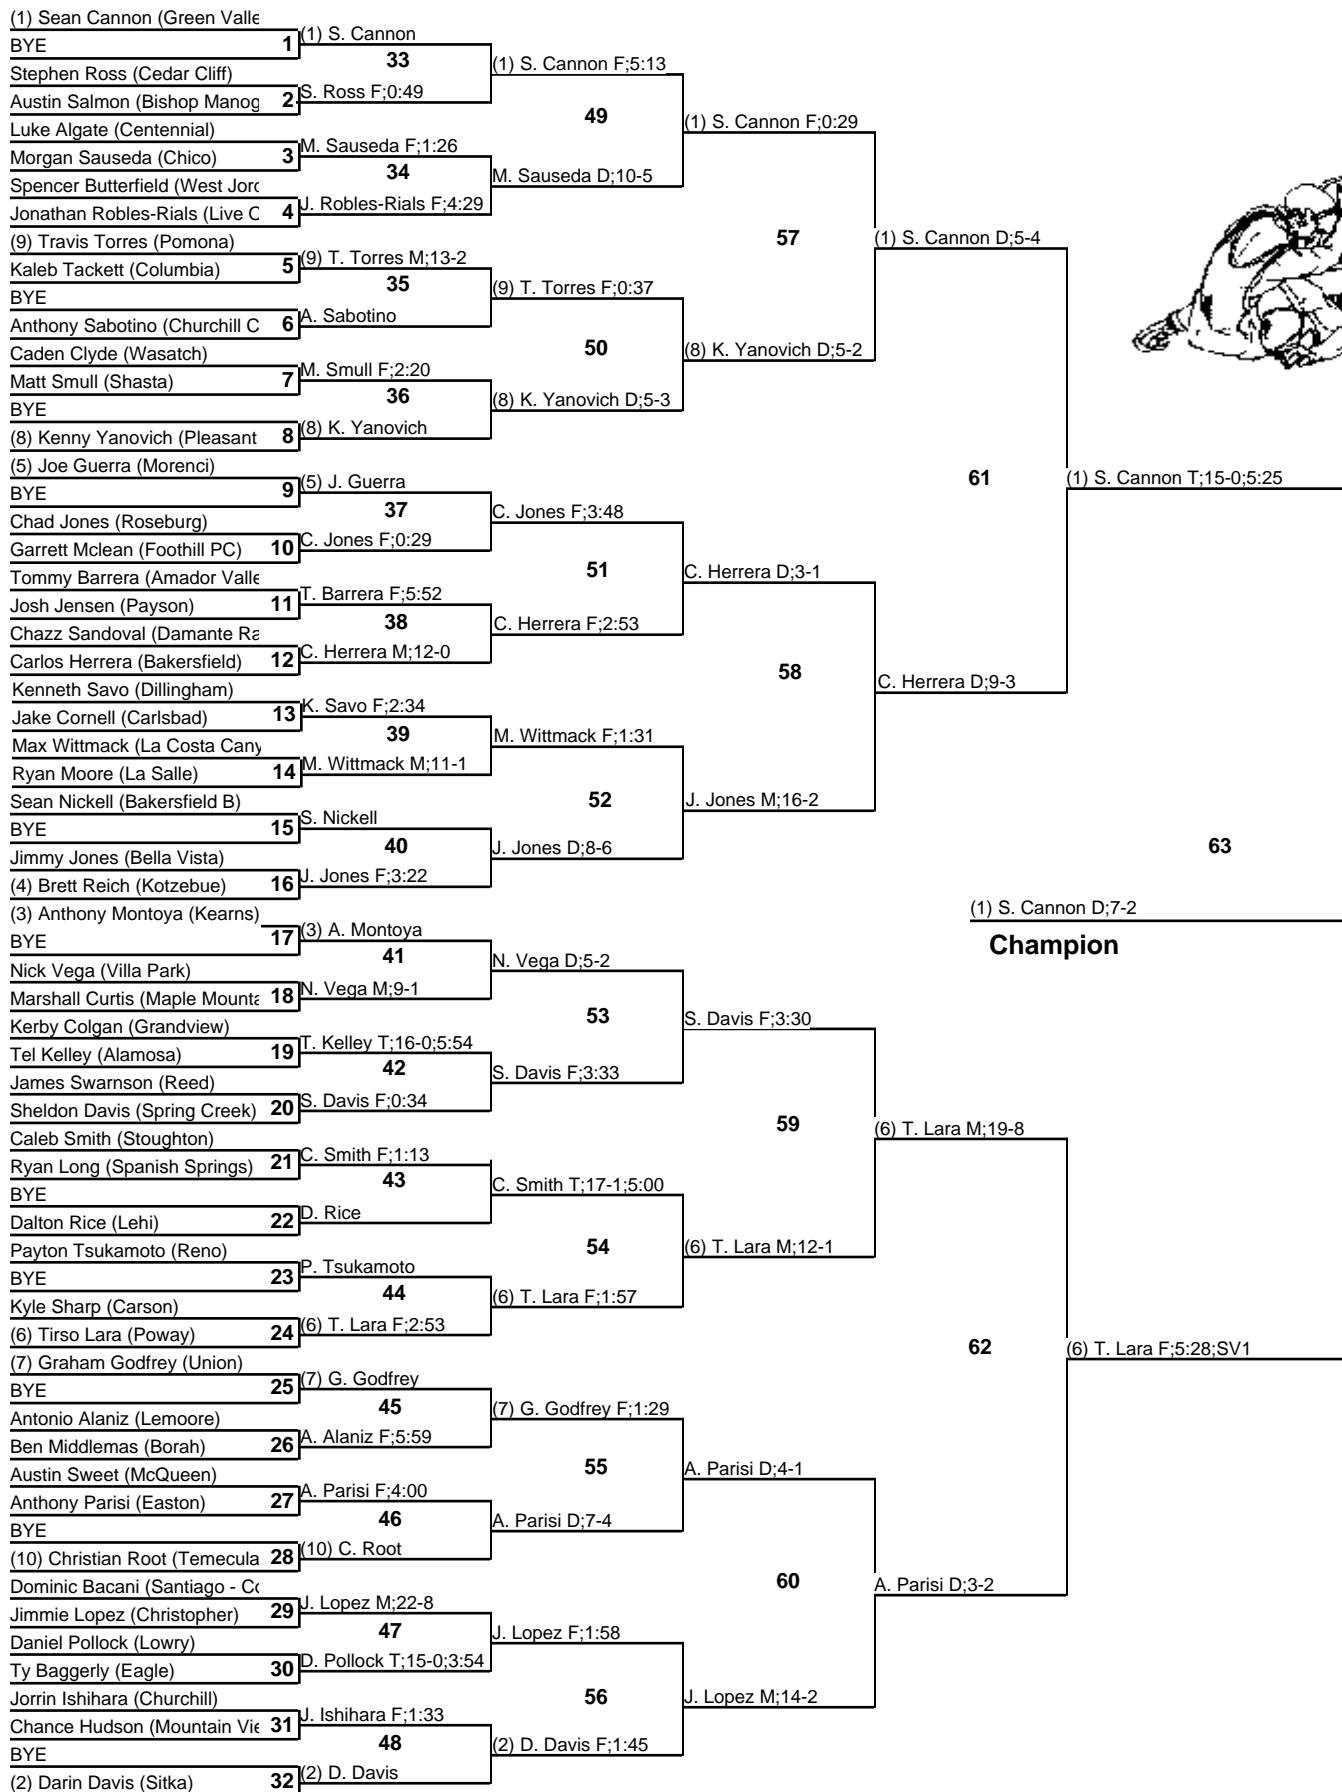 (1) Sean Cannon (Green Valle
BYE
1
(1) S. Cannon
33
Stephen Ross (Cedar Cliff)
Austin Salmon (Bishop Manog
2
S. Ross F;0:49
(1) S. Cannon F;5:13
49
Luke Algate (Centennial)
Morgan Sauseda (Chico)
3
M. Sauseda F;1:26
34
Spencer Butterfield (West Jord
Jonathan Robles-Rials (Live C
4
J. Robles-Rials F;4:29
M. Sauseda D;10-5
(1) S. Cannon F;0:29
57
(9) Travis Torres (Pomona)
Kaleb Tackett (Columbia)
5
(9) T. Torres M;13-2
35
BYE
Anthony Sabotino (Churchill C
6
A. Sabotino
(9) T. Torres F;0:37
50
Caden Clyde (Wasatch)
Matt Smull (Shasta)
7
M. Smull F;2:20
36
BYE
(8) Kenny Yanovich (Pleasant
8
(8) K. Yanovich
(8) K. Yanovich D;5-3
(8) K. Yanovich D;5-2
(1) S. Cannon D;5-4
61
(5) Joe Guerra (Morenci)
BYE
9
(5) J. Guerra
37
Chad Jones (Roseburg)
Garrett Mclean (Foothill PC)
10
C. Jones F;0:29
C. Jones F;3:48
51
Tommy Barrera (Amador Valle
Josh Jensen (Payson)
11
T. Barrera F;5:52
38
Chazz Sandoval (Damante Ra
Carlos Herrera (Bakersfield)
12
C. Herrera M;12-0
C. Herrera F;2:53
C. Herrera D;3-1
58
Kenneth Savo (Dillingham)
Jake Cornell (Carlsbad)
13
K. Savo F;2:34
39
Max Wittmack (La Costa Cany
Ryan Moore (La Salle)
14
M. Wittmack M;11-1
M. Wittmack F;1:31
52
Sean Nickell (Bakersfield B)
BYE
15
S. Nickell
40
Jimmy Jones (Bella Vista)
(4) Brett Reich (Kotzebue)
16
J. Jones F;3:22
J. Jones D;8-6
J. Jones M;16-2
C. Herrera D;9-3
(1) S. Cannon T;15-0;5:25
63
(1) S. Cannon D;7-2
Champion
(3) Anthony Montoya (Kearns)
BYE
17
(3) A. Montoya
41
Nick Vega (Villa Park)
Marshall Curtis (Maple Mounta
18
N. Vega M;9-1
N. Vega D;5-2
53
Kerby Colgan (Grandview)
Tel Kelley (Alamosa)
19
T. Kelley T;16-0;5:54
42
James Swarnson (Reed)
Sheldon Davis (Spring Creek)
20
S. Davis F;0:34
S. Davis F;3:33
S. Davis F;3:30
59
Caleb Smith (Stoughton)
Ryan Long (Spanish Springs)
21
C. Smith F;1:13
43
BYE
Dalton Rice (Lehi)
22
D. Rice
C. Smith T;17-1;5:00
54
Payton Tsukamoto (Reno)
BYE
23
P. Tsukamoto
44
Kyle Sharp (Carson)
(6) Tirso Lara (Poway)
24
(6) T. Lara F;2:53
(6) T. Lara F;1:57
(6) T. Lara M;12-1
(6) T. Lara M;19-8
62
(7) Graham Godfrey (Union)
BYE
25
(7) G. Godfrey
45
Antonio Alaniz (Lemoore)
Ben Middlemas (Borah)
26
A. Alaniz F;5:59
(7) G. Godfrey F;1:29
55
Austin Sweet (McQueen)
Anthony Parisi (Easton)
27
A. Parisi F;4:00
46
BYE
(10) Christian Root (Temecula
28
(10) C. Root
A. Parisi D;7-4
A. Parisi D;4-1
60
Dominic Bacani (Santiago - Co
Jimmie Lopez (Christopher)
29
J. Lopez M;22-8
47
Daniel Pollock (Lowry)
Ty Baggerly (Eagle)
30
D. Pollock T;15-0;3:54
J. Lopez F;1:58
56
Jorrin Ishihara (Churchill)
Chance Hudson (Mountain Vie
31
J. Ishihara F;1:33
48
BYE
(2) Darin Davis (Sitka)
32
(2) D. Davis
(2) D. Davis F;1:45
J. Lopez M;14-2
A. Parisi D;3-2
(6) T. Lara F;5:28;SV1